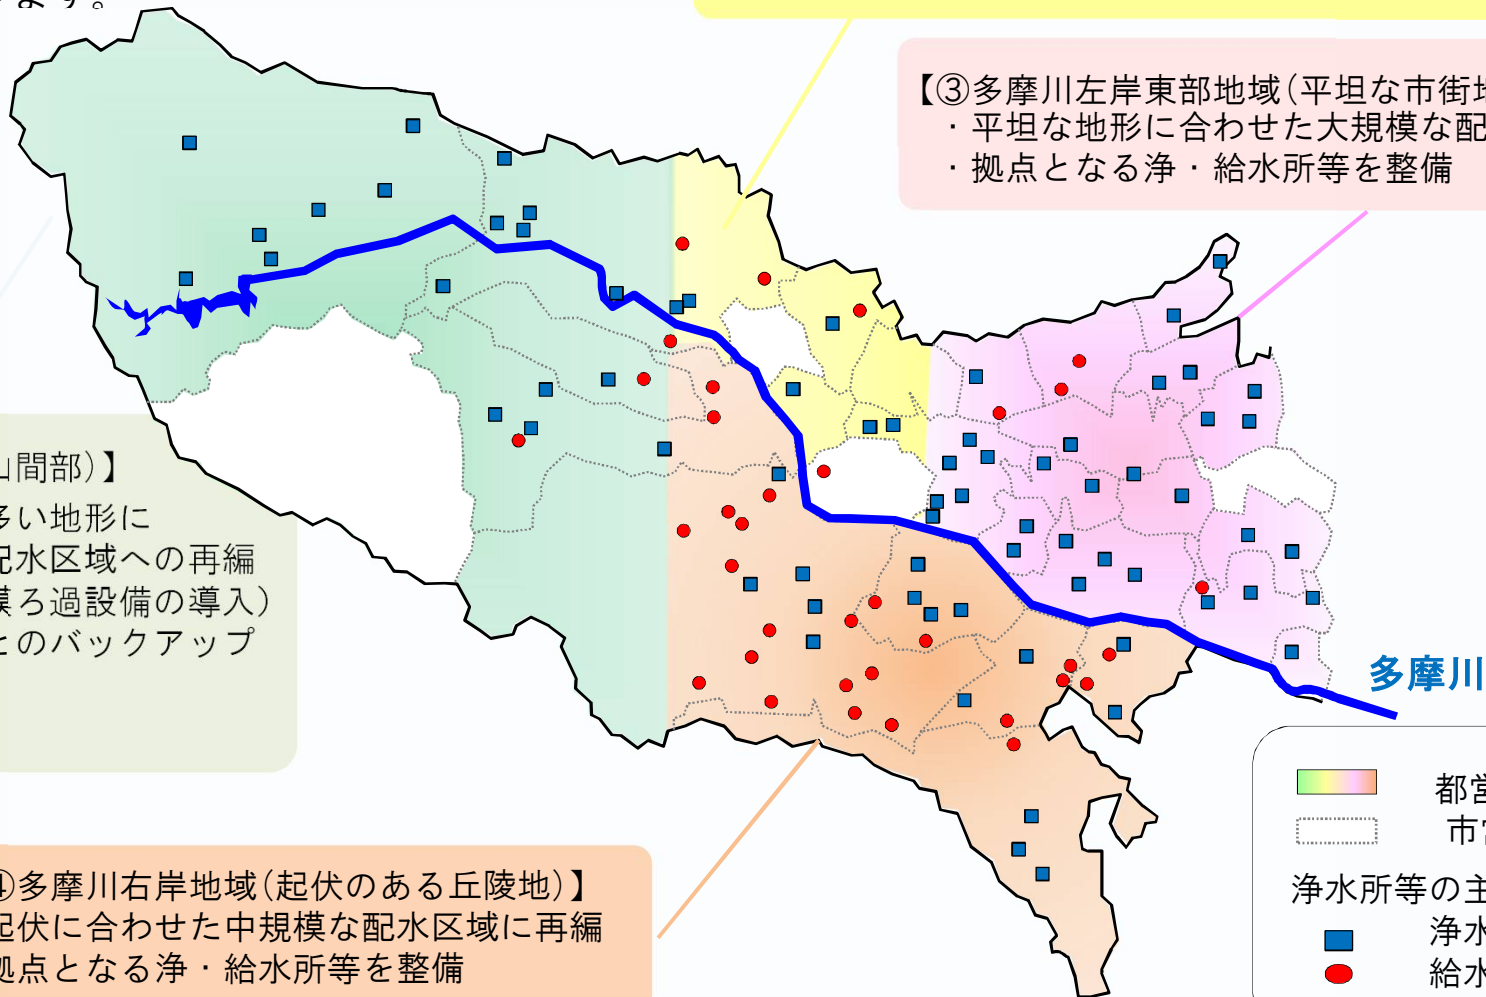 ます。
【③多摩川左岸東部地域(平坦な市街地
・平坦な地形に合わせた大規模な配
・拠点となる浄・給水所等を整備
山間部)】
多い地形に
配水区域への再編
模ろ過設備の導入)
とのバックアップ
多摩川
都営
市営
浄水所等の主
浄水
給水
④多摩川右岸地域(起伏のある丘陵地)】
起伏に合わせた中規模な配水区域に再編
拠点となる浄・給水所等を整備